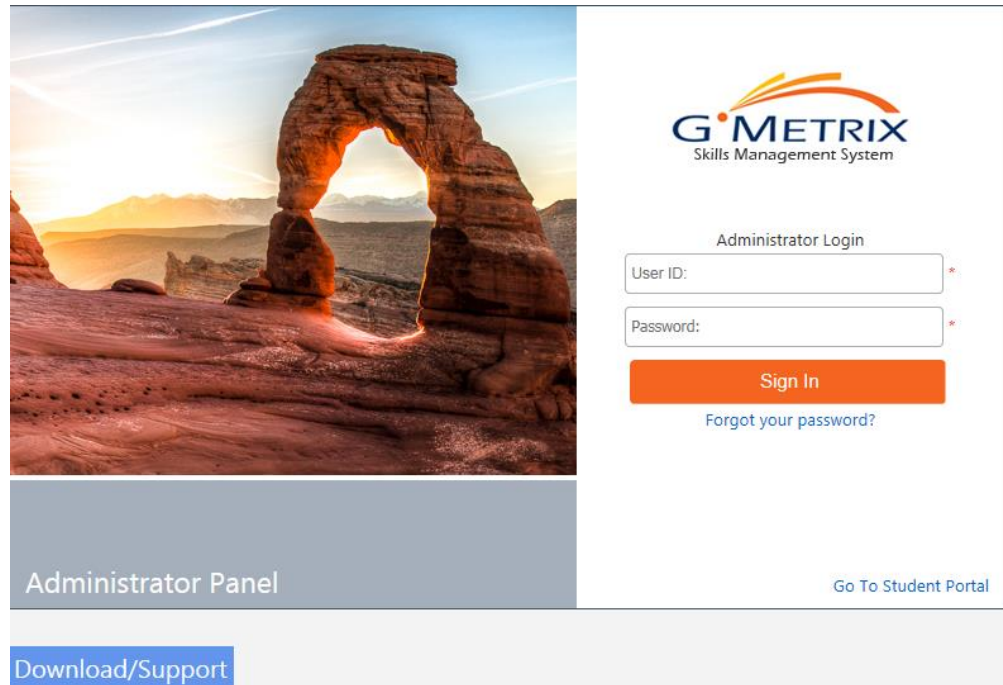 G METRIX
Skills Management System
Administrator Login
User ID: *
Password: *
Sign In
Forgot your password?
Administrator Panel
Go To Student Portal
Download/Support